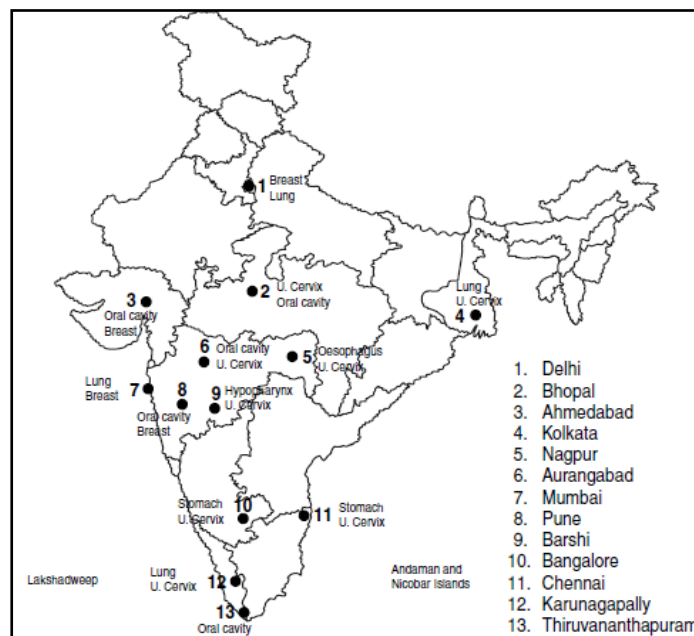 1 Breast
Lung
2 U. Cervix
Oral cavity
3
Oral cavity
Breast
Lung
U. Cervix
4
6 Oral cavity
U. Cervix
5 Oesophagus
U. Cervix
Lung
Breast
7
8
Oral cavity
Breast
9 Hypopharynx
U. Cervix
Stomach
U. Cervix
10
11 Stomach
U. Cervix
Lakshadweep
Lung
U. Cervix
12
Andaman and
Nicobar Islands
13
Oral cavity
1. Delhi
2. Bhopal
3. Ahmedabad
4. Kolkata
5. Nagpur
6. Aurangabad
7. Mumbai
8. Pune
9. Barshi
10. Bangalore
11. Chennai
12. Karunagapally
13. Thiruvananthapuram